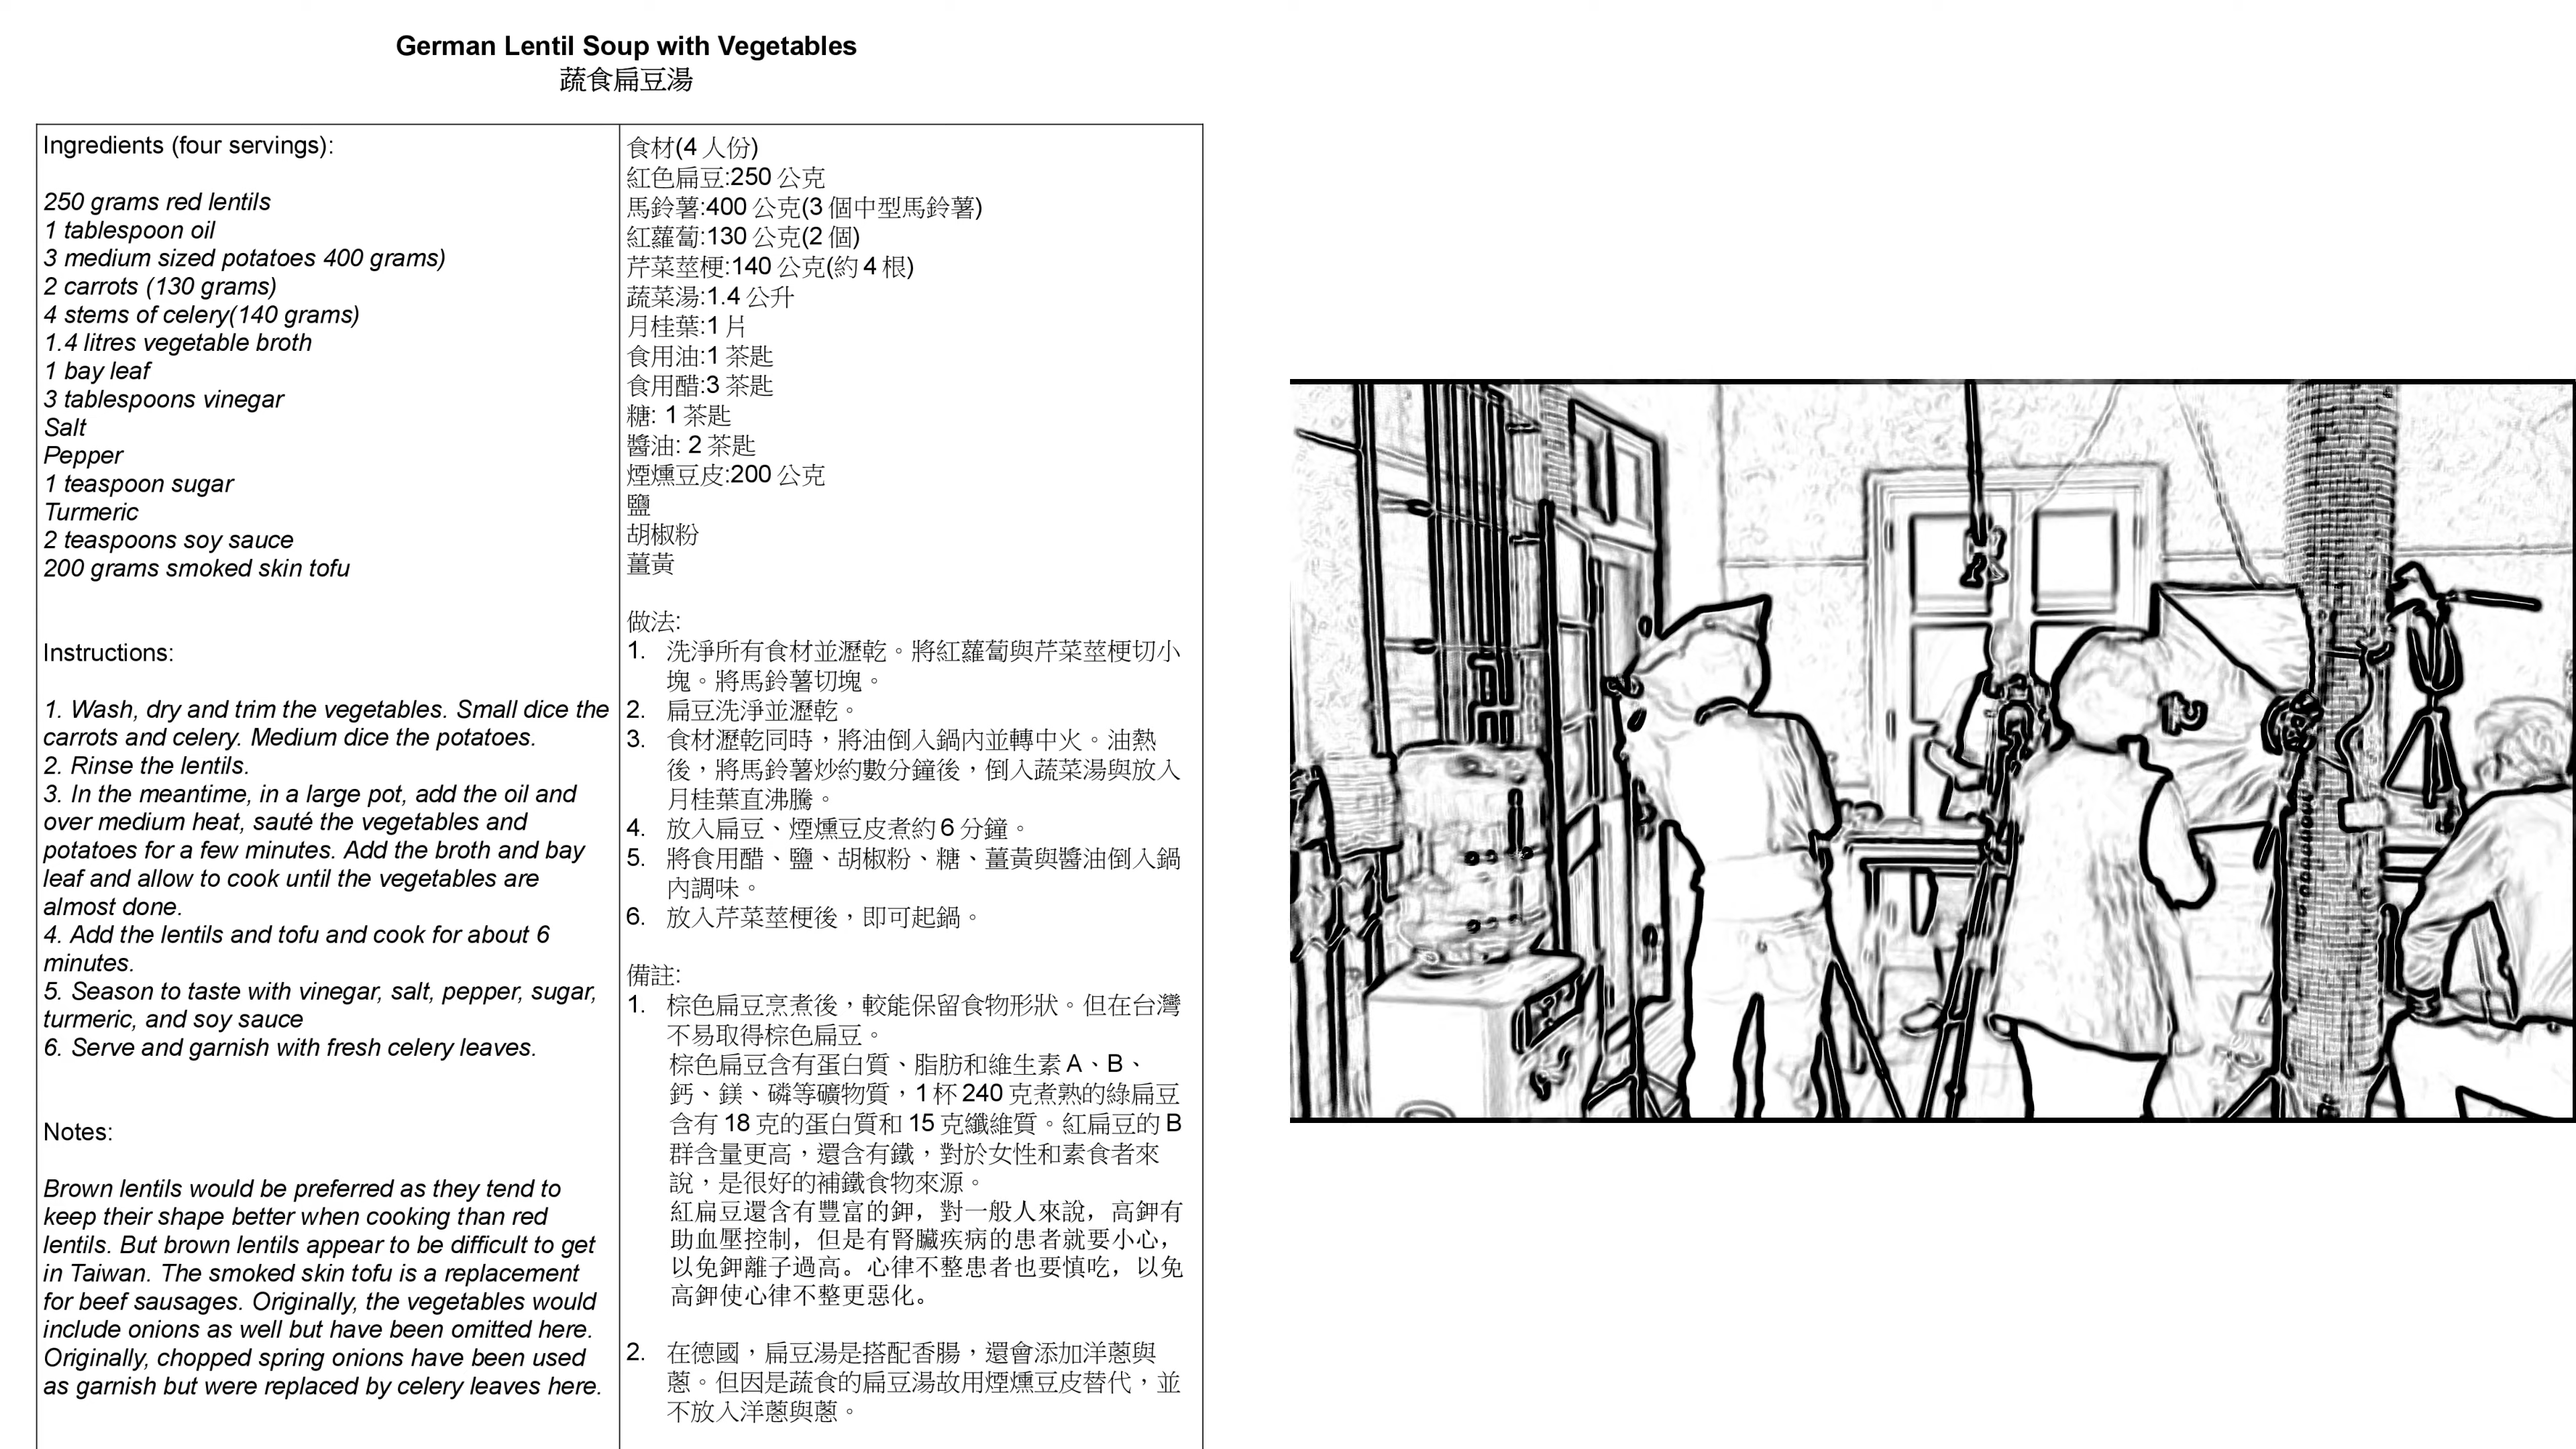 German Lentil Soup with Vegetables
蔬食扁豆湯
Ingredients (four servings):
250 grams red lentils
1 tablespoon oil
3 medium sized potatoes 400 grams)
2 carrots (130 grams)
4 stems of celery(140 grams)
1.4 litres vegetable broth
1 bay leaf
3 tablespoons vinegar
Salt
Pepper
1 teaspoon sugar
Turmeric
2 teaspoons soy sauce
200 grams smoked skin tofu
Instructions:
1. Wash, dry and trim the vegetables. Small dice the
carrots and celery. Medium dice the potatoes.
2. Rinse the lentils.
3. In the meantime, in a large pot, add the oil and
over medium heat, sauté the vegetables and
potatoes for a few minutes. Add the broth and bay
leaf and allow to cook until the vegetables are
almost done.
4. Add the lentils and tofu and cook for about 6
minutes.
5. Season to taste with vinegar, salt, pepper, sugar,
turmeric, and soy sauce
6. Serve and garnish with fresh celery leaves.
Notes:
Brown lentils would be preferred as they tend to
keep their shape better when cooking than red
lentils. But brown lentils appear to be difficult to get
in Taiwan. The smoked skin tofu is a replacement
for beef sausages. Originally, the vegetables would
include onions as well but have been omitted here.
Originally, chopped spring onions have been used
as garnish but were replaced by celery leaves here.
食材(4 人份)
紅色扁豆:250 公克
馬鈴薯:400 公克(3 個中型馬鈴薯)
紅蘿蔔:130 公克(2 個)
芹菜莖梗:140 公克(約 4 根)
蔬菜湯:1.4 公升
月桂葉:1 片
食用油:1 茶匙
食用醋:3 茶匙
糖: 1 茶匙
醬油: 2 茶匙
煙燻豆皮:200 公克
鹽
胡椒粉
薑黃
做法:
1. 洗淨所有食材並瀝乾。將紅蘿蔔與芹菜莖梗切小
塊。將馬鈴薯切塊。
2. 扁豆洗淨並瀝乾。
3. 食材瀝乾同時，將油倒入鍋內並轉中火。油熱
後，將馬鈴薯炒約數分鐘後，倒入蔬菜湯與放入
月桂葉直沸騰。
4. 放入扁豆、煙燻豆皮煮約 6 分鐘。
5. 將食用醋、鹽、胡椒粉、糖、薑黃與醬油倒入鍋
內調味。
6. 放入芹菜莖梗後，即可起鍋。
備註:
1. 棕色扁豆烹煮後，較能保留食物形狀。但在台灣
不易取得棕色扁豆。
棕色扁豆含有蛋白質、脂肪和維生素 A、B、
鈣、鎂、磷等礦物質，1 杯 240 克煮熟的綠扁豆
含有 18 克的蛋白質和 15 克纖維質。紅扁豆的 B
群含量更高，還含有鐵，對於女性和素食者來
說，是很好的補鐵食物來源。
紅扁豆還含有豐富的鉀，對一般人來說，高鉀有
助血壓控制，但是有腎臟疾病的患者就要小心，
以免鉀離子過高。心律不整患者也要慎吃，以免
高鉀使心律不整更惡化。
2. 在德國，扁豆湯是搭配香腸，還會添加洋蔥與
蔥。但因是蔬食的扁豆湯故用煙燻豆皮替代，並
不放入洋蔥與蔥。